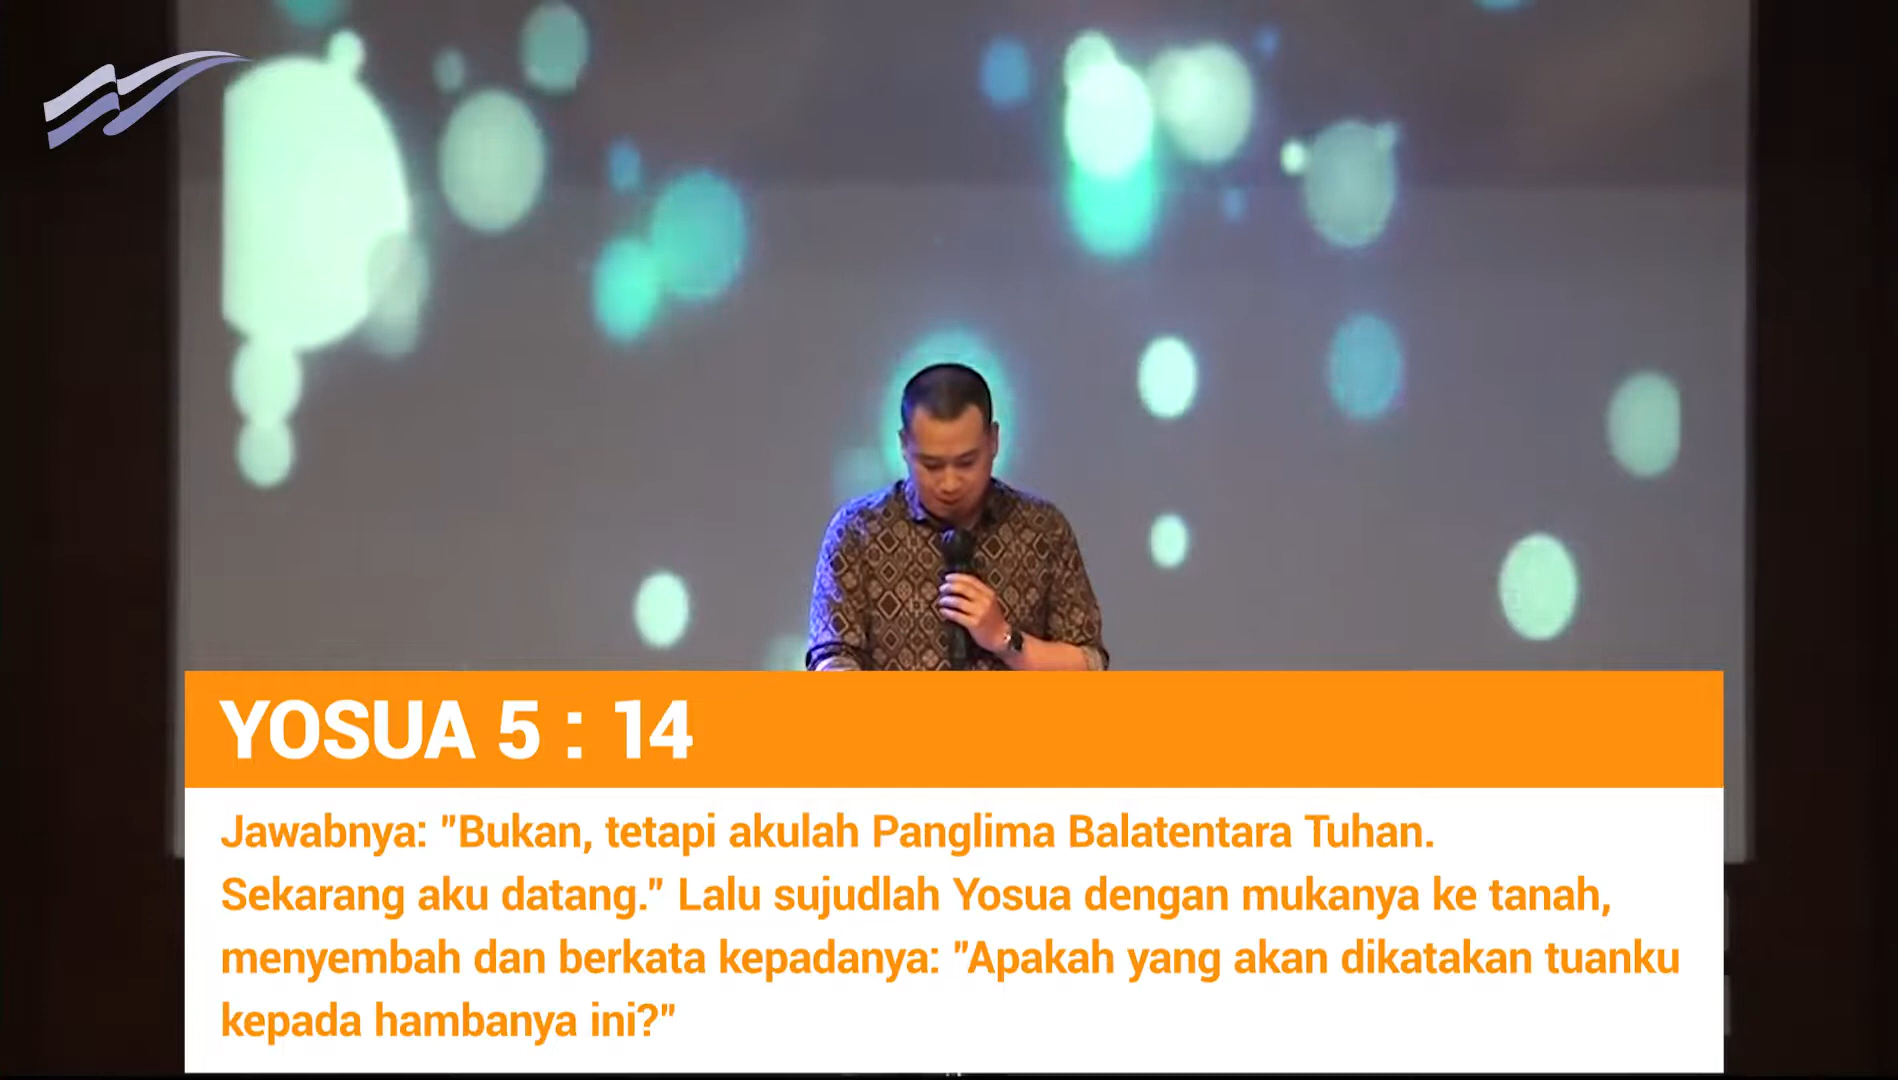 YOSUA 5 : 14
Jawabnya: "Bukan, tetapi akulah Panglima Balatentara Tuhan.
Sekarang aku datang." Lalu sujudlah Yosua dengan mukanya ke tanah,
menyembah dan berkata kepadanya: "Apakah yang akan dikatakan tuanku
kepada hambanya ini?"